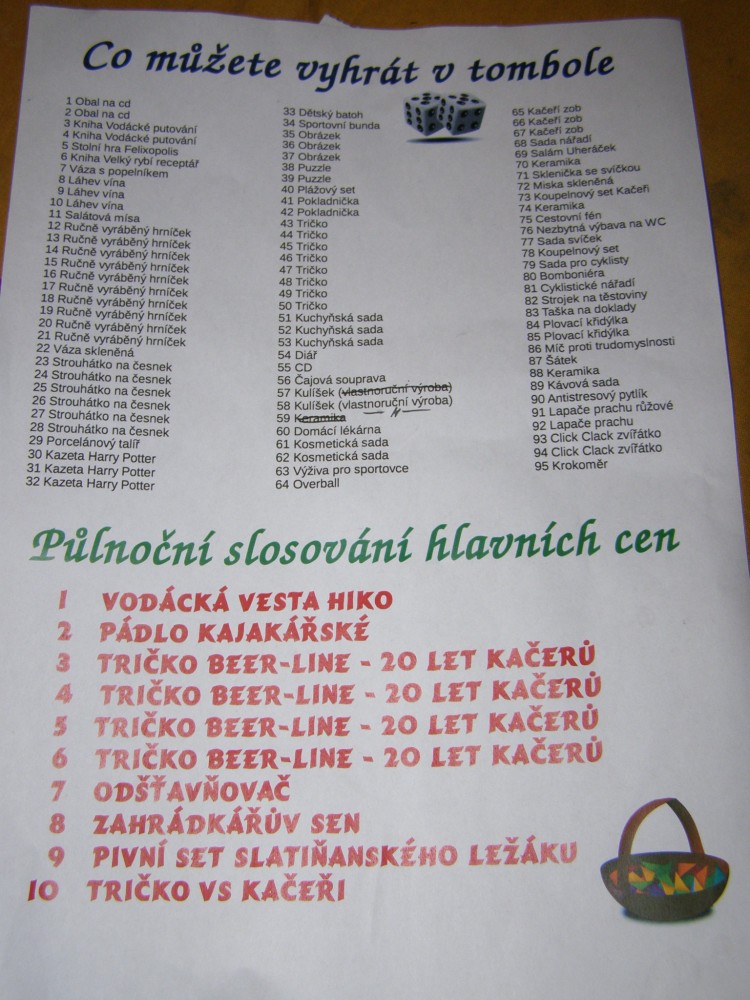 Co můžete vyhrát v tombole
1 Obal na cd
2 Obal na cd
3 Kniha Vodácké putování
4 Kniha Vodácké putování
5 Stolní hra Felixopolis
6 Kniha Velký rybí receptář
7 Váza s popelníkem
8 Láhev vína
9 Láhev vína
10 Láhev vína
11 Salátová mísa
12 Ručně vyráběný hrníček
13 Ručně vyráběný hrníček
14 Ručně vyráběný hrníček
15 Ručně vyráběný hrníček
16 Ručně vyráběný hrníček
17 Ručně vyráběný hrníček
18 Ručně vyráběný hrníček
19 Ručně vyráběný hrníček
20 Ručně vyráběný hrníček
21 Ručně vyráběný hrníček
22 Váza skleněná
23 Strouhátko na česnek
24 Strouhátko na česnek
25 Strouhátko na česnek
26 Strouhátko na česnek
27 Strouhátko na česnek
28 Strouhátko na česnek
29 Porcelánový talíř
30 Kazeta Harry Potter
31 Kazeta Harry Potter
32 Kazeta Harry Potter
33 Dětský batoh
34 Sportovní bunda
35 Obrázek
36 Obrázek
37 Obrázek
38 Puzzle
39 Puzzle
40 Plážový set
41 Pokladnička
42 Pokladnička
43 Tričko
44 Tričko
45 Tričko
46 Tričko
47 Tričko
48 Tričko
49 Tričko
50 Tričko
51 Kuchyňská sada
52 Kuchyňská sada
53 Kuchyňská sada
54 Diář
55 CD
56 Čajová souprava
57 Kulíšek (vlastnoruční výroba)
58 Kulíšek (vlastnoruční výroba)
59 Keramika
60 Domácí lékárna
61 Kosmetická sada
62 Kosmetická sada
63 Výživa pro sportovce
64 Overball
65 Kačeří zob
66 Kačeří zob
67 Kačeří zob
68 Sada nářadí
69 Salám Uheráček
70 Keramika
71 Sklenička se svíčkou
72 Miska skleněná
73 Koupelnový set Kačeři
74 Keramika
75 Cestovní fén
76 Nezbytná výbava na WC
77 Sada svíček
78 Koupelnový set
79 Sada pro cyklisty
80 Bomboniéra
81 Cyklistické nářadí
82 Strojek na těstoviny
83 Taška na doklady
84 Plovací křidýlka
85 Plovací křidýlka
86 Míč proti trudomyslnosti
87 Šátek
88 Keramika
89 Kávová sada
90 Antistresový pytlík
91 Lapače prachu růžové
92 Lapače prachu
93 Click Clack zvířátko
94 Click Clack zvířátko
95 Krokoměr
Půlnoční slosování hlavních cen
1 VODÁCKÁ VESTA HIKO
2 PÁDLO KAJAKÁŘSKÉ
3 TRIČKO BEER-LINE - 20 LET KAČERŮ
4 TRIČKO BEER-LINE - 20 LET KAČERŮ
5 TRIČKO BEER-LINE - 20 LET KAČERŮ
6 TRIČKO BEER-LINE - 20 LET KAČERŮ
7 ODŠŤAVŇOVAČ
8 ZAHRÁDKÁŘŮV SEN
9 PIVNÍ SET SLATIŇANSKÉHO LEŽÁKU
10 TRIČKO VS KAČEŘI